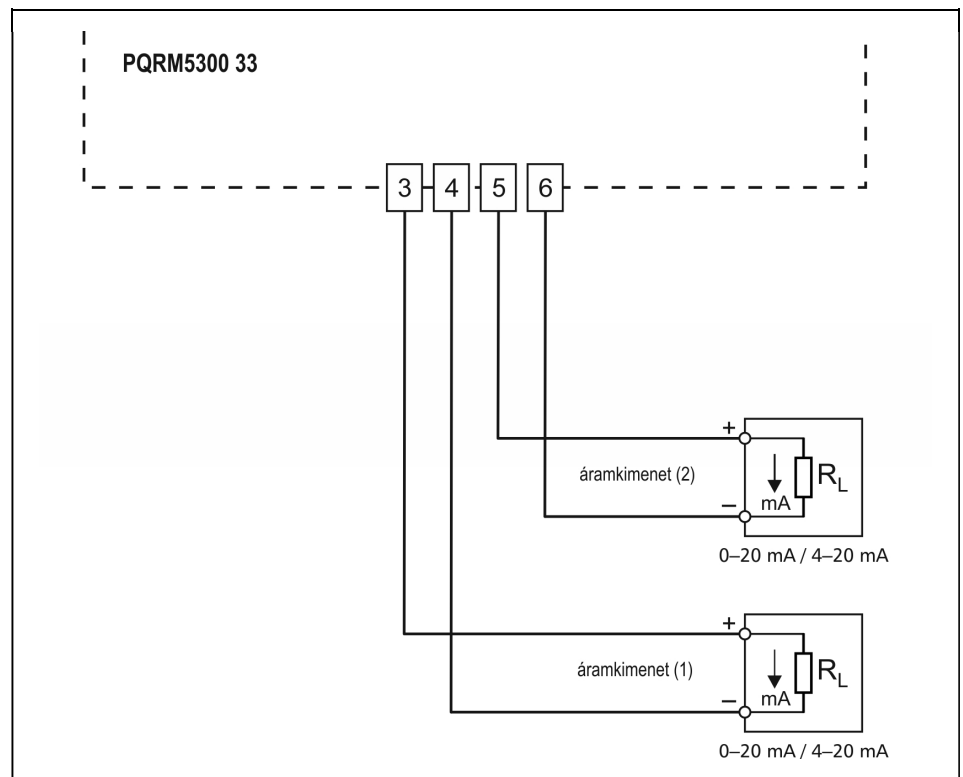 PQRM5300 33
3 4 5 6
+
áramkimenet (2)
mA
R_L
–
0–20 mA / 4–20 mA
+
áramkimenet (1)
mA
R_L
–
0–20 mA / 4–20 mA